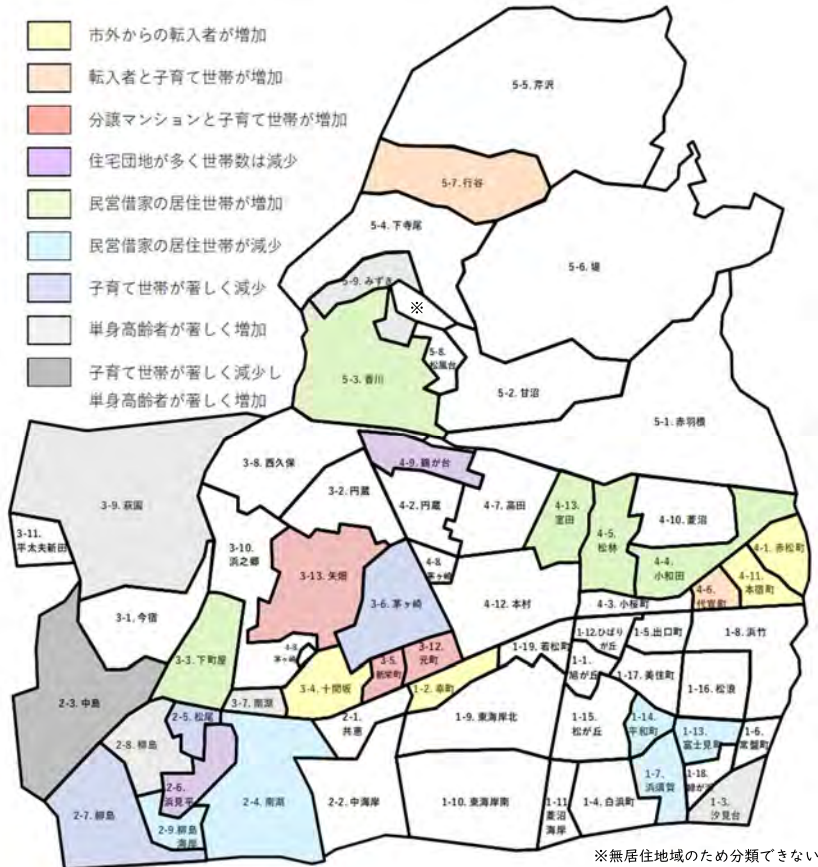 市外からの転入者が増加
転入者と子育て世帯が増加
分譲マンションと子育て世帯が増加
住宅団地が多く世帯数は減少
民営借家の居住世帯が増加
民営借家の居住世帯が減少
子育て世帯が著しく減少
単身高齢者が著しく増加
子育て世帯が著しく減少し
単身高齢者が著しく増加
5-5. 芹沢
5-7. 行谷
5-4. 下寺尾
5-6. 堤
5-9. みずき
※
5-8.
松風台
5-3. 香川
5-2. 甘沼
5-1. 赤羽根
3-8. 西久保
4-9. 鶴が台
3-9. 萩園
3-2. 円蔵
4-2. 円蔵
4-7. 高田
4-13.
室田
4-5.
松林
4-10. 菱沼
3-11.
平太夫新田
3-10.
浜之郷
4-8.
茅ヶ崎
4-4.
小和田
4-1. 赤松町
3-13. 矢畑
3-6. 茅ヶ崎
4-12. 本村
4-6.
代官町
4-11.
本宿町
3-1. 今宿
4-3. 小桜町
3-3. 下町屋
4-8.
茅ヶ崎
3-12.
元町
3-5.
新栄町
1-19. 若松町
1-12.ひばり
が丘
1-5. 出口町
1-8. 浜竹
2-3. 中島
3-7. 南湖
3-4. 十間坂
1-2. 幸町
1-1.
旭が丘
1-17. 美住町
1-16. 松浪
2-5. 松尾
2-1.
共恵
1-9. 東海岸北
1-15.
松が丘
1-14.
平和町
1-13.
富士見町
1-6.
常盤町
2-8. 柳島
2-6.
浜見平
2-4. 南湖
2-2. 中海岸
1-7.
浜須賀
1-18.
緑が浜
2-7. 柳島
2-9. 柳島
海岸
1-10. 東海岸南
1-11
菱沼
海岸
1-4. 白浜町
1-3.
汐見台
※無居住地域のため分類できない